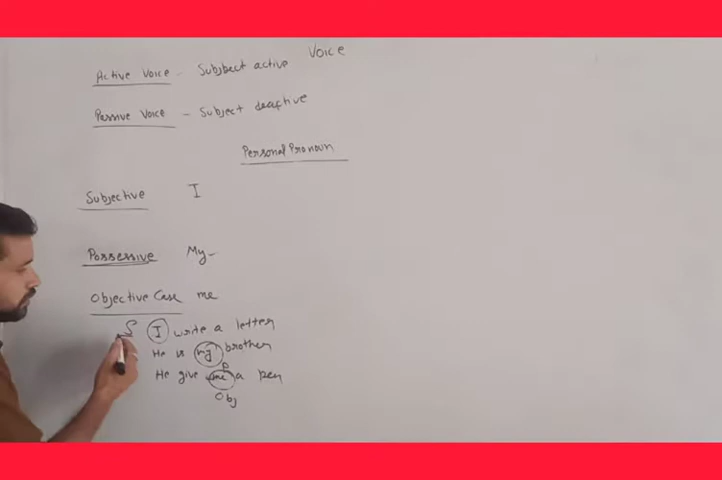 Voice
Active Voice - Subjbect active
Passive Voice - Subject deactive
Personal Pronoun
Subjective I
Possessive My-
Objective Case me
S I write a letter
He is my brother
He give me a pen
Obj